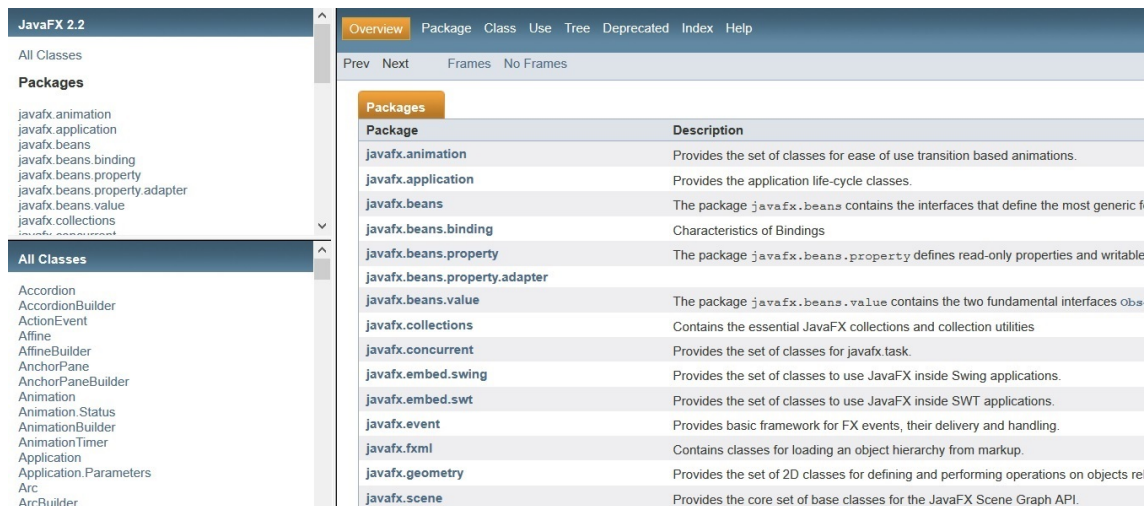 JavaFX 2.2
All Classes
Packages
javafx.animation
javafx.application
javafx.beans
javafx.beans.binding
javafx.beans.property
javafx.beans.property.adapter
javafx.beans.value
javafx.collections
javafx.concurrent
All Classes
Accordion
AccordionBuilder
ActionEvent
Affine
AffineBuilder
AnchorPane
AnchorPaneBuilder
Animation
Animation.Status
AnimationBuilder
AnimationTimer
Application
Application.Parameters
Arc
ArcBuilder
Overview Package Class Use Tree Deprecated Index Help
Prev Next Frames No Frames
Packages
Package Description
javafx.animation Provides the set of classes for ease of use transition based animations.
javafx.application Provides the application life-cycle classes.
javafx.beans The package javafx.beans contains the interfaces that define the most generic
javafx.beans.binding Characteristics of Bindings
javafx.beans.property The package javafx.beans.property defines read-only properties and writable
javafx.beans.property.adapter
javafx.beans.value The package javafx.beans.value contains the two fundamental interfaces
javafx.collections Contains the essential JavaFX collections and collection utilities
javafx.concurrent Provides the set of classes for javafx.task.
javafx.embed.swing Provides the set of classes to use JavaFX inside Swing applications.
javafx.embed.swt Provides the set of classes to use JavaFX inside SWT applications.
javafx.event Provides basic framework for FX events, their delivery and handling.
javafx.fxml Contains classes for loading an object hierarchy from markup.
javafx.geometry Provides the set of 2D classes for defining and performing operations on objects
javafx.scene Provides the core set of base classes for the JavaFX Scene Graph API.